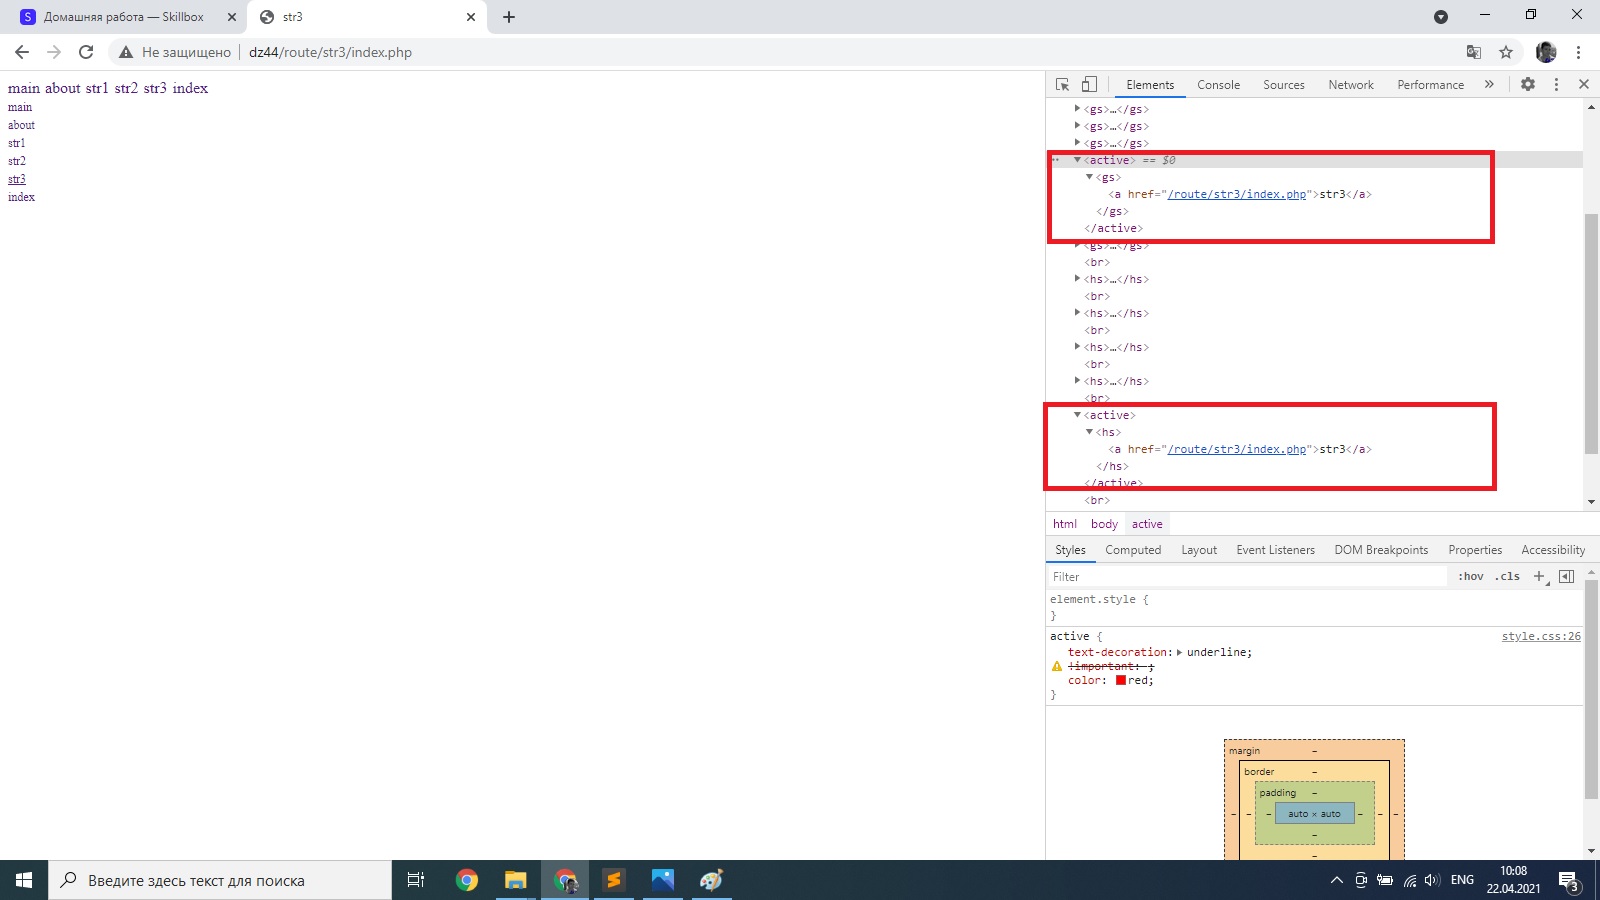 S Домашняя работа — Skillbox
str3
Не защищено | dz44/route/str3/index.php
main about str1 str2 str3 index
main
about
str1
str2
str3
index
Elements Console Sources Network Performance »
<gs>…</gs>
<gs>…</gs>
<gs>…</gs>
<active> == $0
<gs>
<a href="/route/str3/index.php">str3</a>
</gs>
</active>
<gs>…</gs>
<br>
<hs>…</hs>
<br>
<hs>…</hs>
<br>
<hs>…</hs>
<br>
<hs>…</hs>
<br>
<active>
<hs>
<a href="/route/str3/index.php">str3</a>
</hs>
</active>
<br>
html body active
Styles Computed Layout Event Listeners DOM Breakpoints Properties Accessibility
Filter :hov .cls +
element.style {
}
active { style.css:26
text-decoration: underline;
!important: ;
color: red;
}
margin –
border –
padding –
– – – auto × auto – – –
–
–
Введите здесь текст для поиска
ENG
10:08
22.04.2021
3